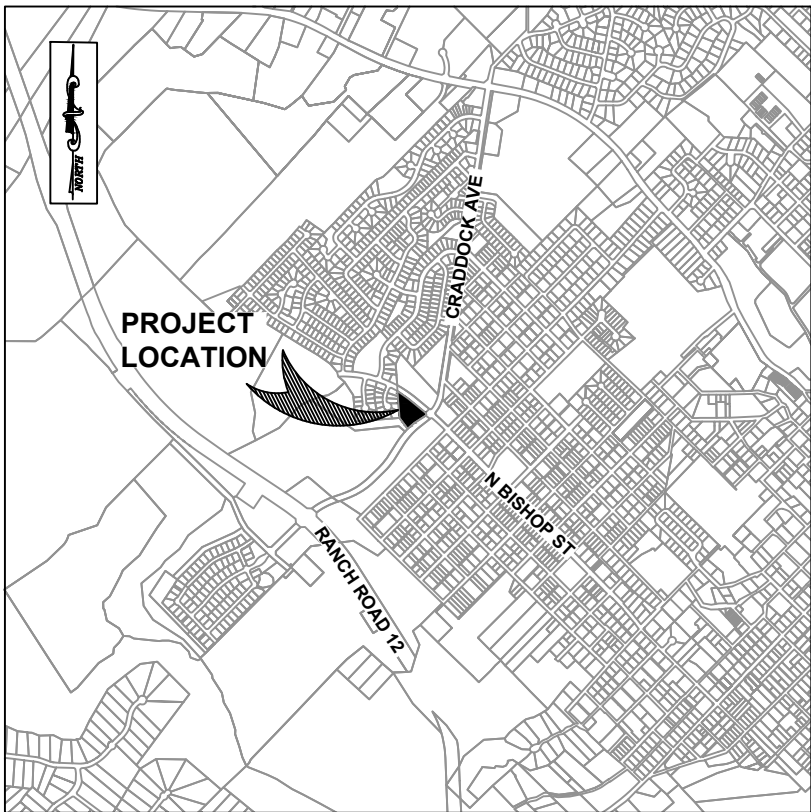 NORTH
CRADDOCK AVE
PROJECT
LOCATION
N BISHOP ST
RANCH ROAD 12